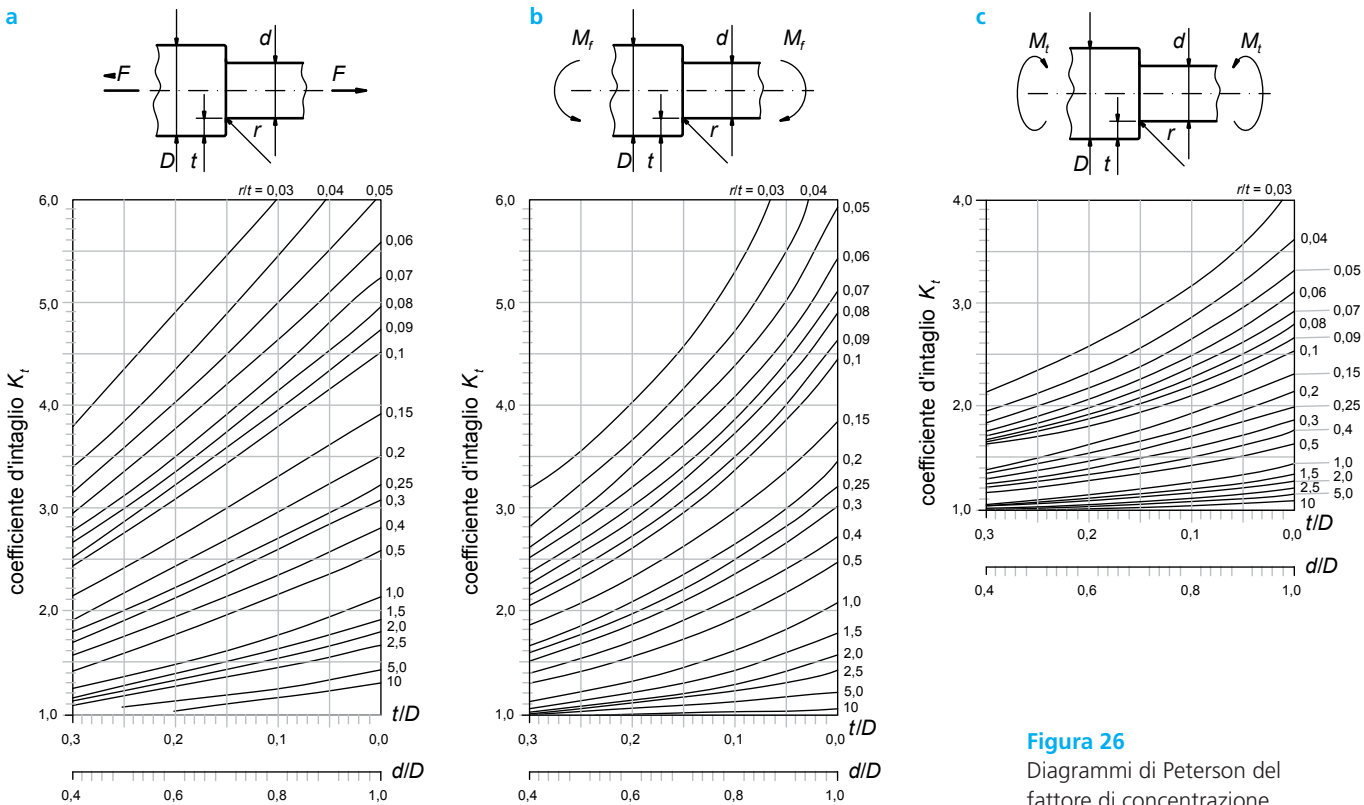 a
F
F
d
D
t
r
coefficiente d'intaglio Kt
r/t = 0,03
0,04
0,05
0,06
0,07
0,08
0,09
0,1
0,15
0,2
0,25
0,3
0,4
0,5
1,0
1,5
2,0
2,5
5,0
10
6,0
5,0
4,0
3,0
2,0
1,0
t/D
0,3
0,2
0,1
0,0
d/D
0,4
0,6
0,8
1,0
b
Mf
d
Mf
D
t
r
coefficiente d'intaglio Kt
r/t = 0,03
0,04
0,05
0,06
0,07
0,08
0,09
0,1
0,15
0,2
0,25
0,3
0,4
0,5
1,0
1,5
2,0
2,5
5,0
10
6,0
5,0
4,0
3,0
2,0
1,0
t/D
0,3
0,2
0,1
0,0
d/D
0,4
0,6
0,8
1,0
c
Mt
d
Mt
D
t
r
coefficiente d'intaglio Kt
r/t = 0,03
0,04
0,05
0,06
0,07
0,08
0,09
0,1
0,15
0,2
0,25
0,3
0,4
0,5
1,0
1,5
2,0
2,5
5,0
10
4,0
3,0
2,0
1,0
t/D
0,3
0,2
0,1
0,0
d/D
0,4
0,6
0,8
1,0
Figura 26
Diagrammi di Peterson del
fattore di concentrazione